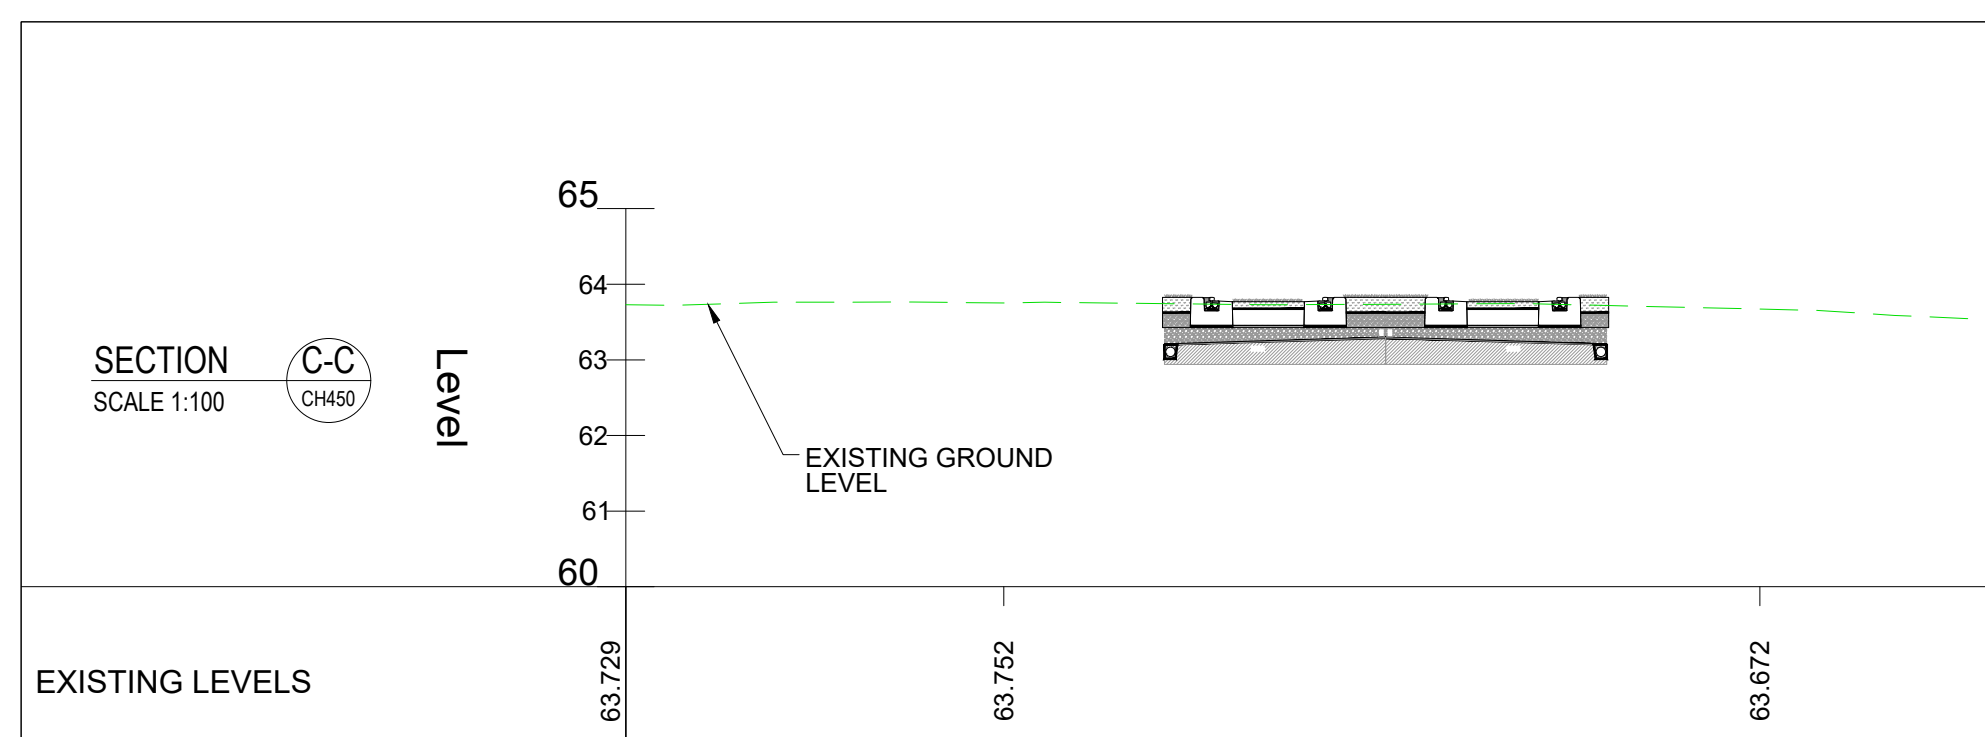 65
64
63
62
61
60
Level
SECTION
SCALE 1:100
C-C
CH450
EXISTING GROUND
LEVEL
EXISTING LEVELS
63.729
63.752
63.672